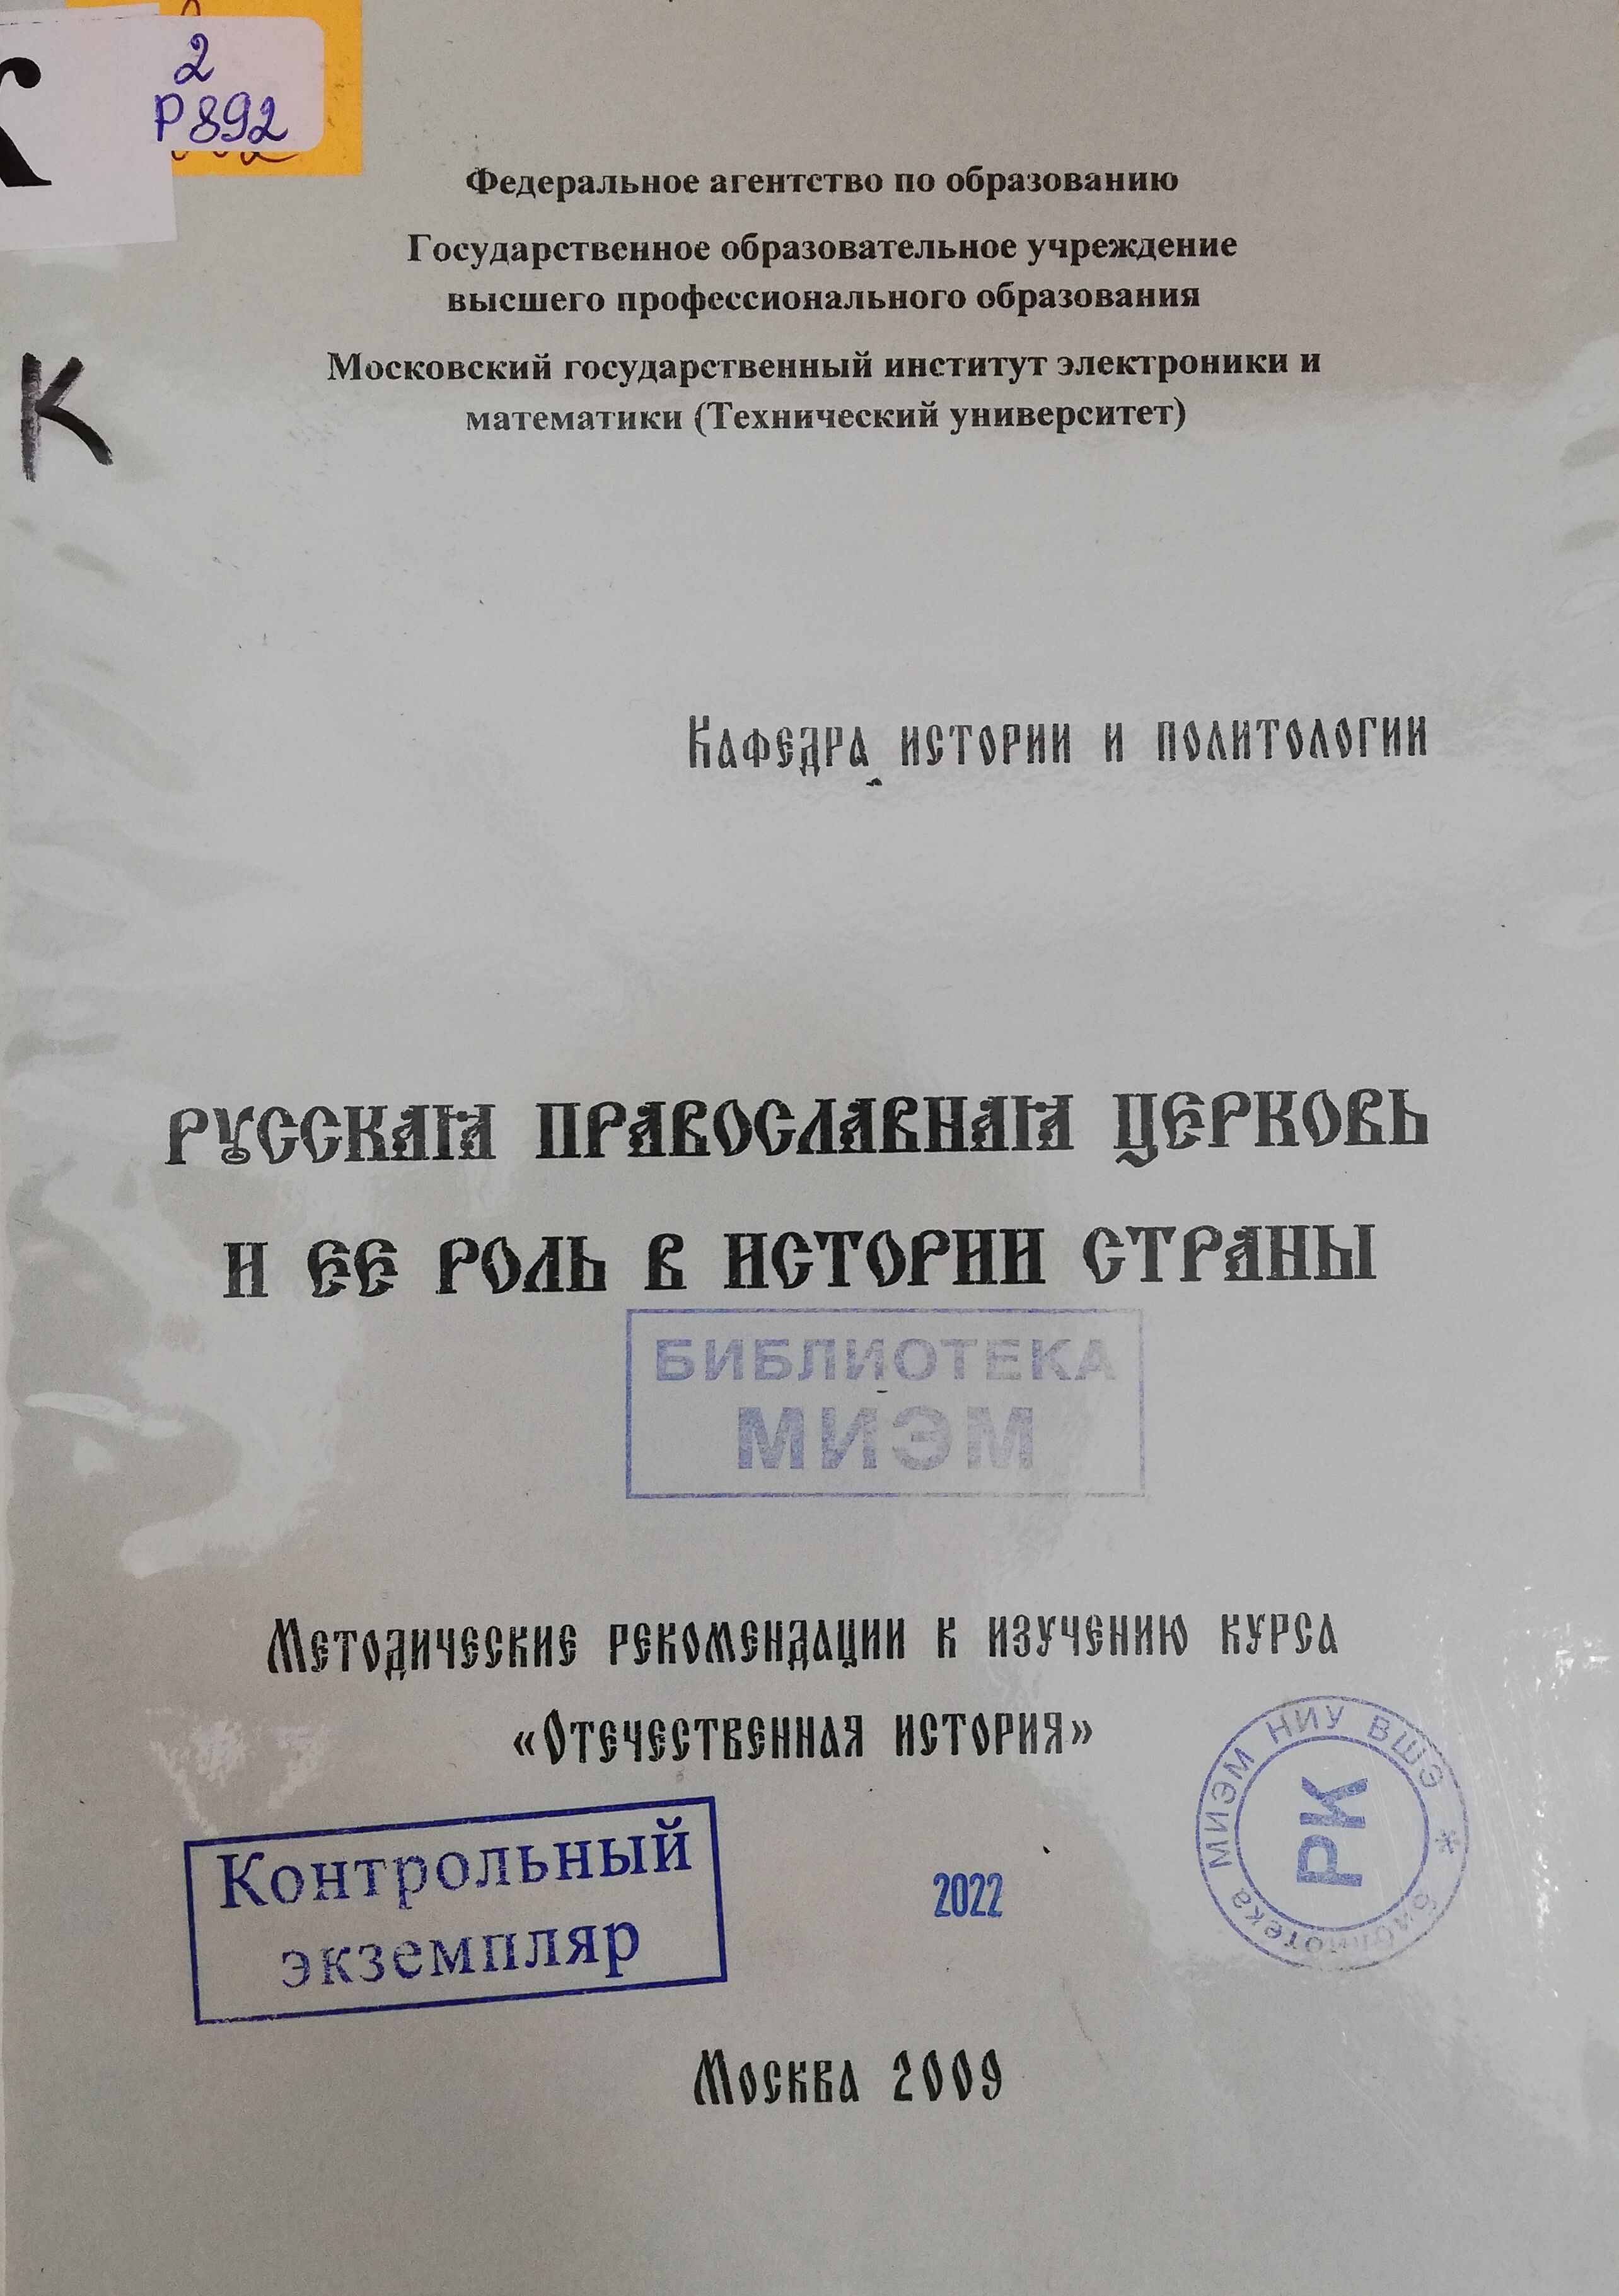 2
Р892
К
Федеральное агентство по образованию
Государственное образовательное учреждение
высшего профессионального образования
Московский государственный институт электроники и
математики (Технический университет)
К
Кафедра истории и политологии
РУССКАЯ ПРАВОСЛАВНАЯ ЦЕРКОВЬ
И ЕЕ РОЛЬ В ИСТОРИИ СТРАНЫ
БИБЛИОТЕКА
МИЭМ
Методические рекомендации к изучению курса
«Отечественная история»
Контрольный
экземпляр
2022
Библиотека МИЭМ НИУ ВШЭ *
РК
Москва 2009